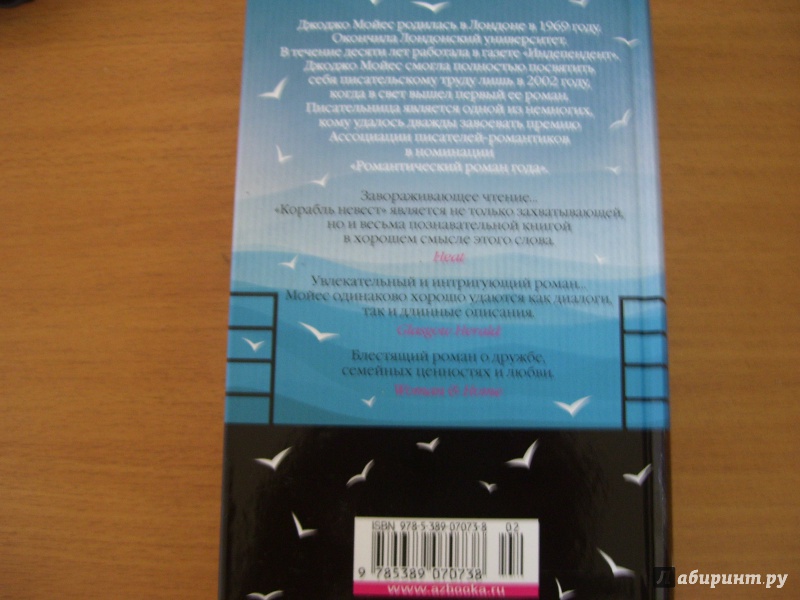 Джоджо Мойес родилась в Лондоне в 1969 году.
Окончила Лондонский университет.
В течение десяти лет работала в газете «Индепендент».
Джоджо Мойес смогла полностью посвятить
себя писательскому труду лишь в 2002 году,
когда в свет вышел первый ее роман.
Писательница является одной из немногих,
кому удалось дважды завоевать премию
Ассоциации писателей-романтиков
в номинации
«Романтический роман года».
Завораживающее чтение...
«Корабль невест» является не только захватывающей,
но и весьма познавательной книгой
в хорошем смысле этого слова.
Heat
Увлекательный и интригующий роман...
Мойес одинаково хорошо удаются как диалоги,
так и длинные описания.
Glasgow Herald
Блестящий роман о дружбе,
семейных ценностях и любви.
Woman & Home
ISBN 978-5-389-07073-8 02
9 785389 070738
www.azbooka.ru
Лабиринт.ру